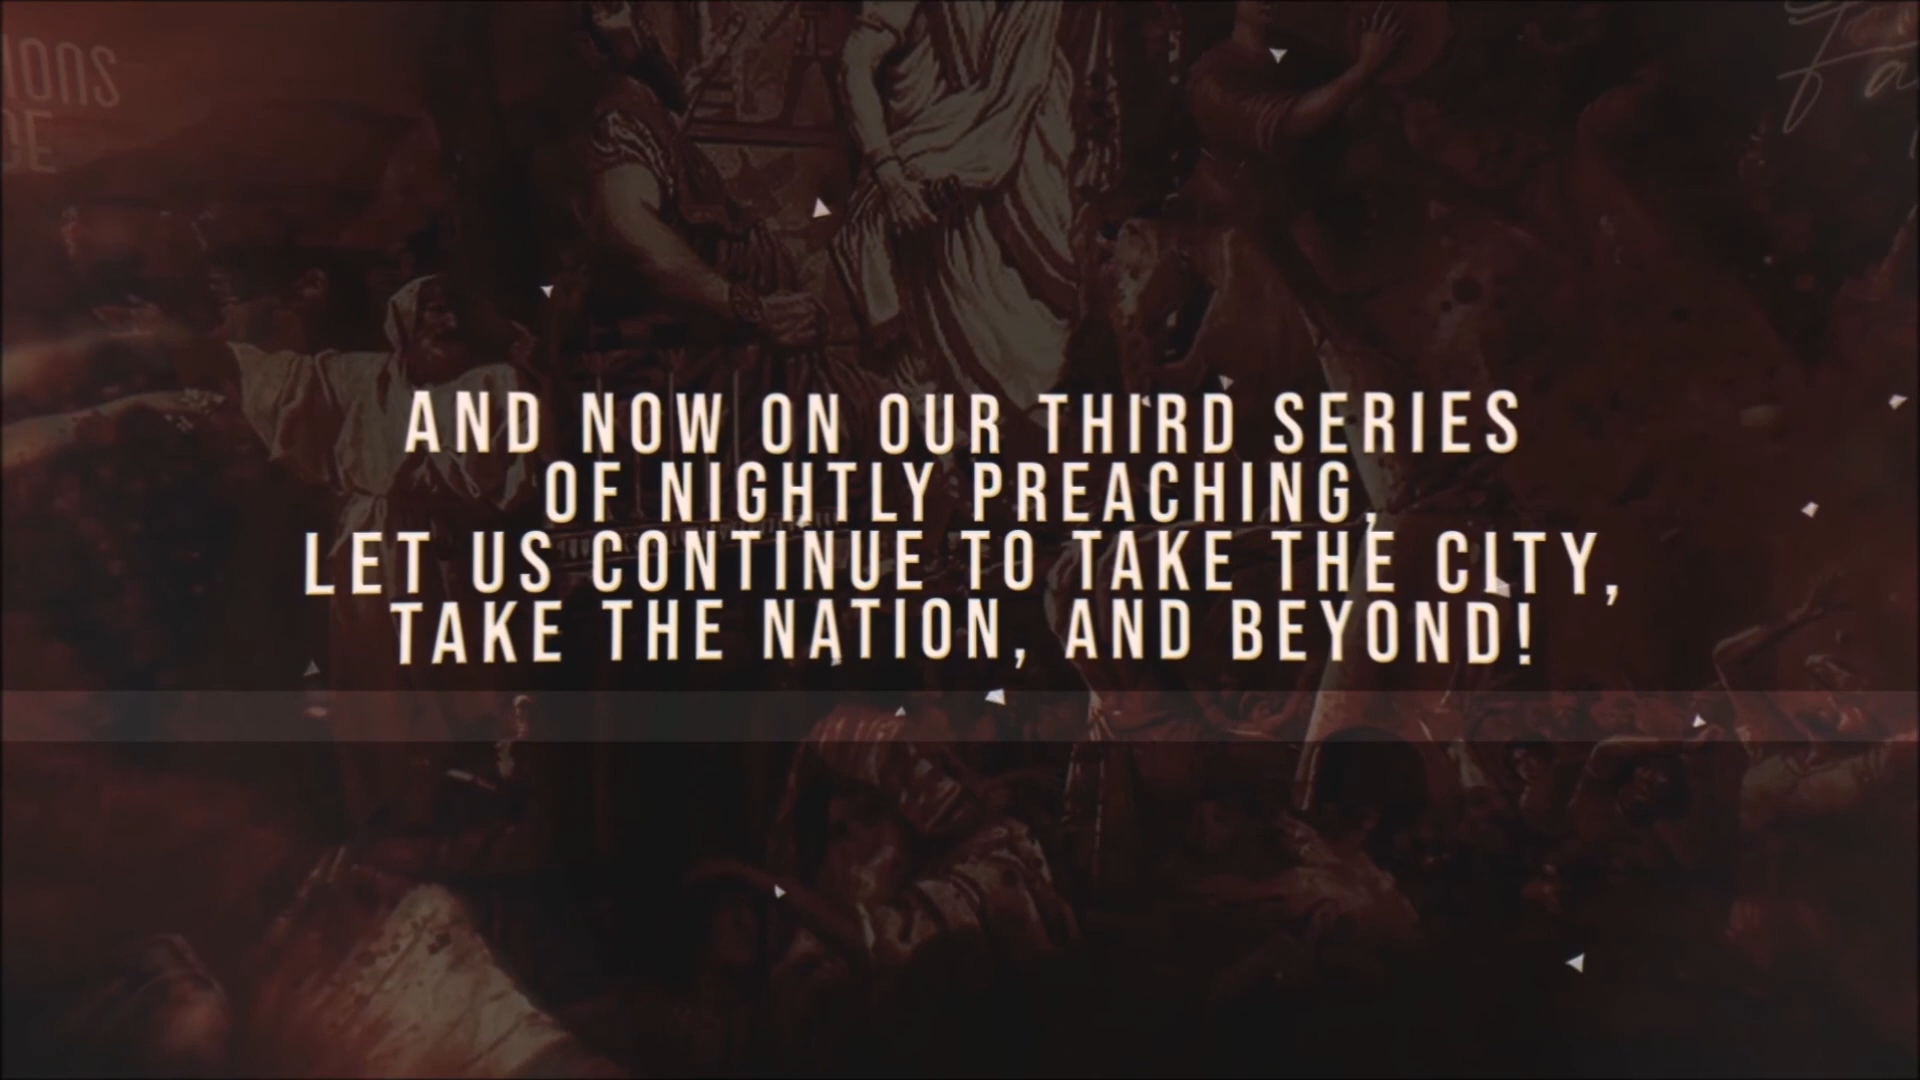 IONS
AND NOW ON OUR THIRD SERIES
OF NIGHTLY PREACHING,
LET US CONTINUE TO TAKE THE CITY,
TAKE THE NATION, AND BEYOND!